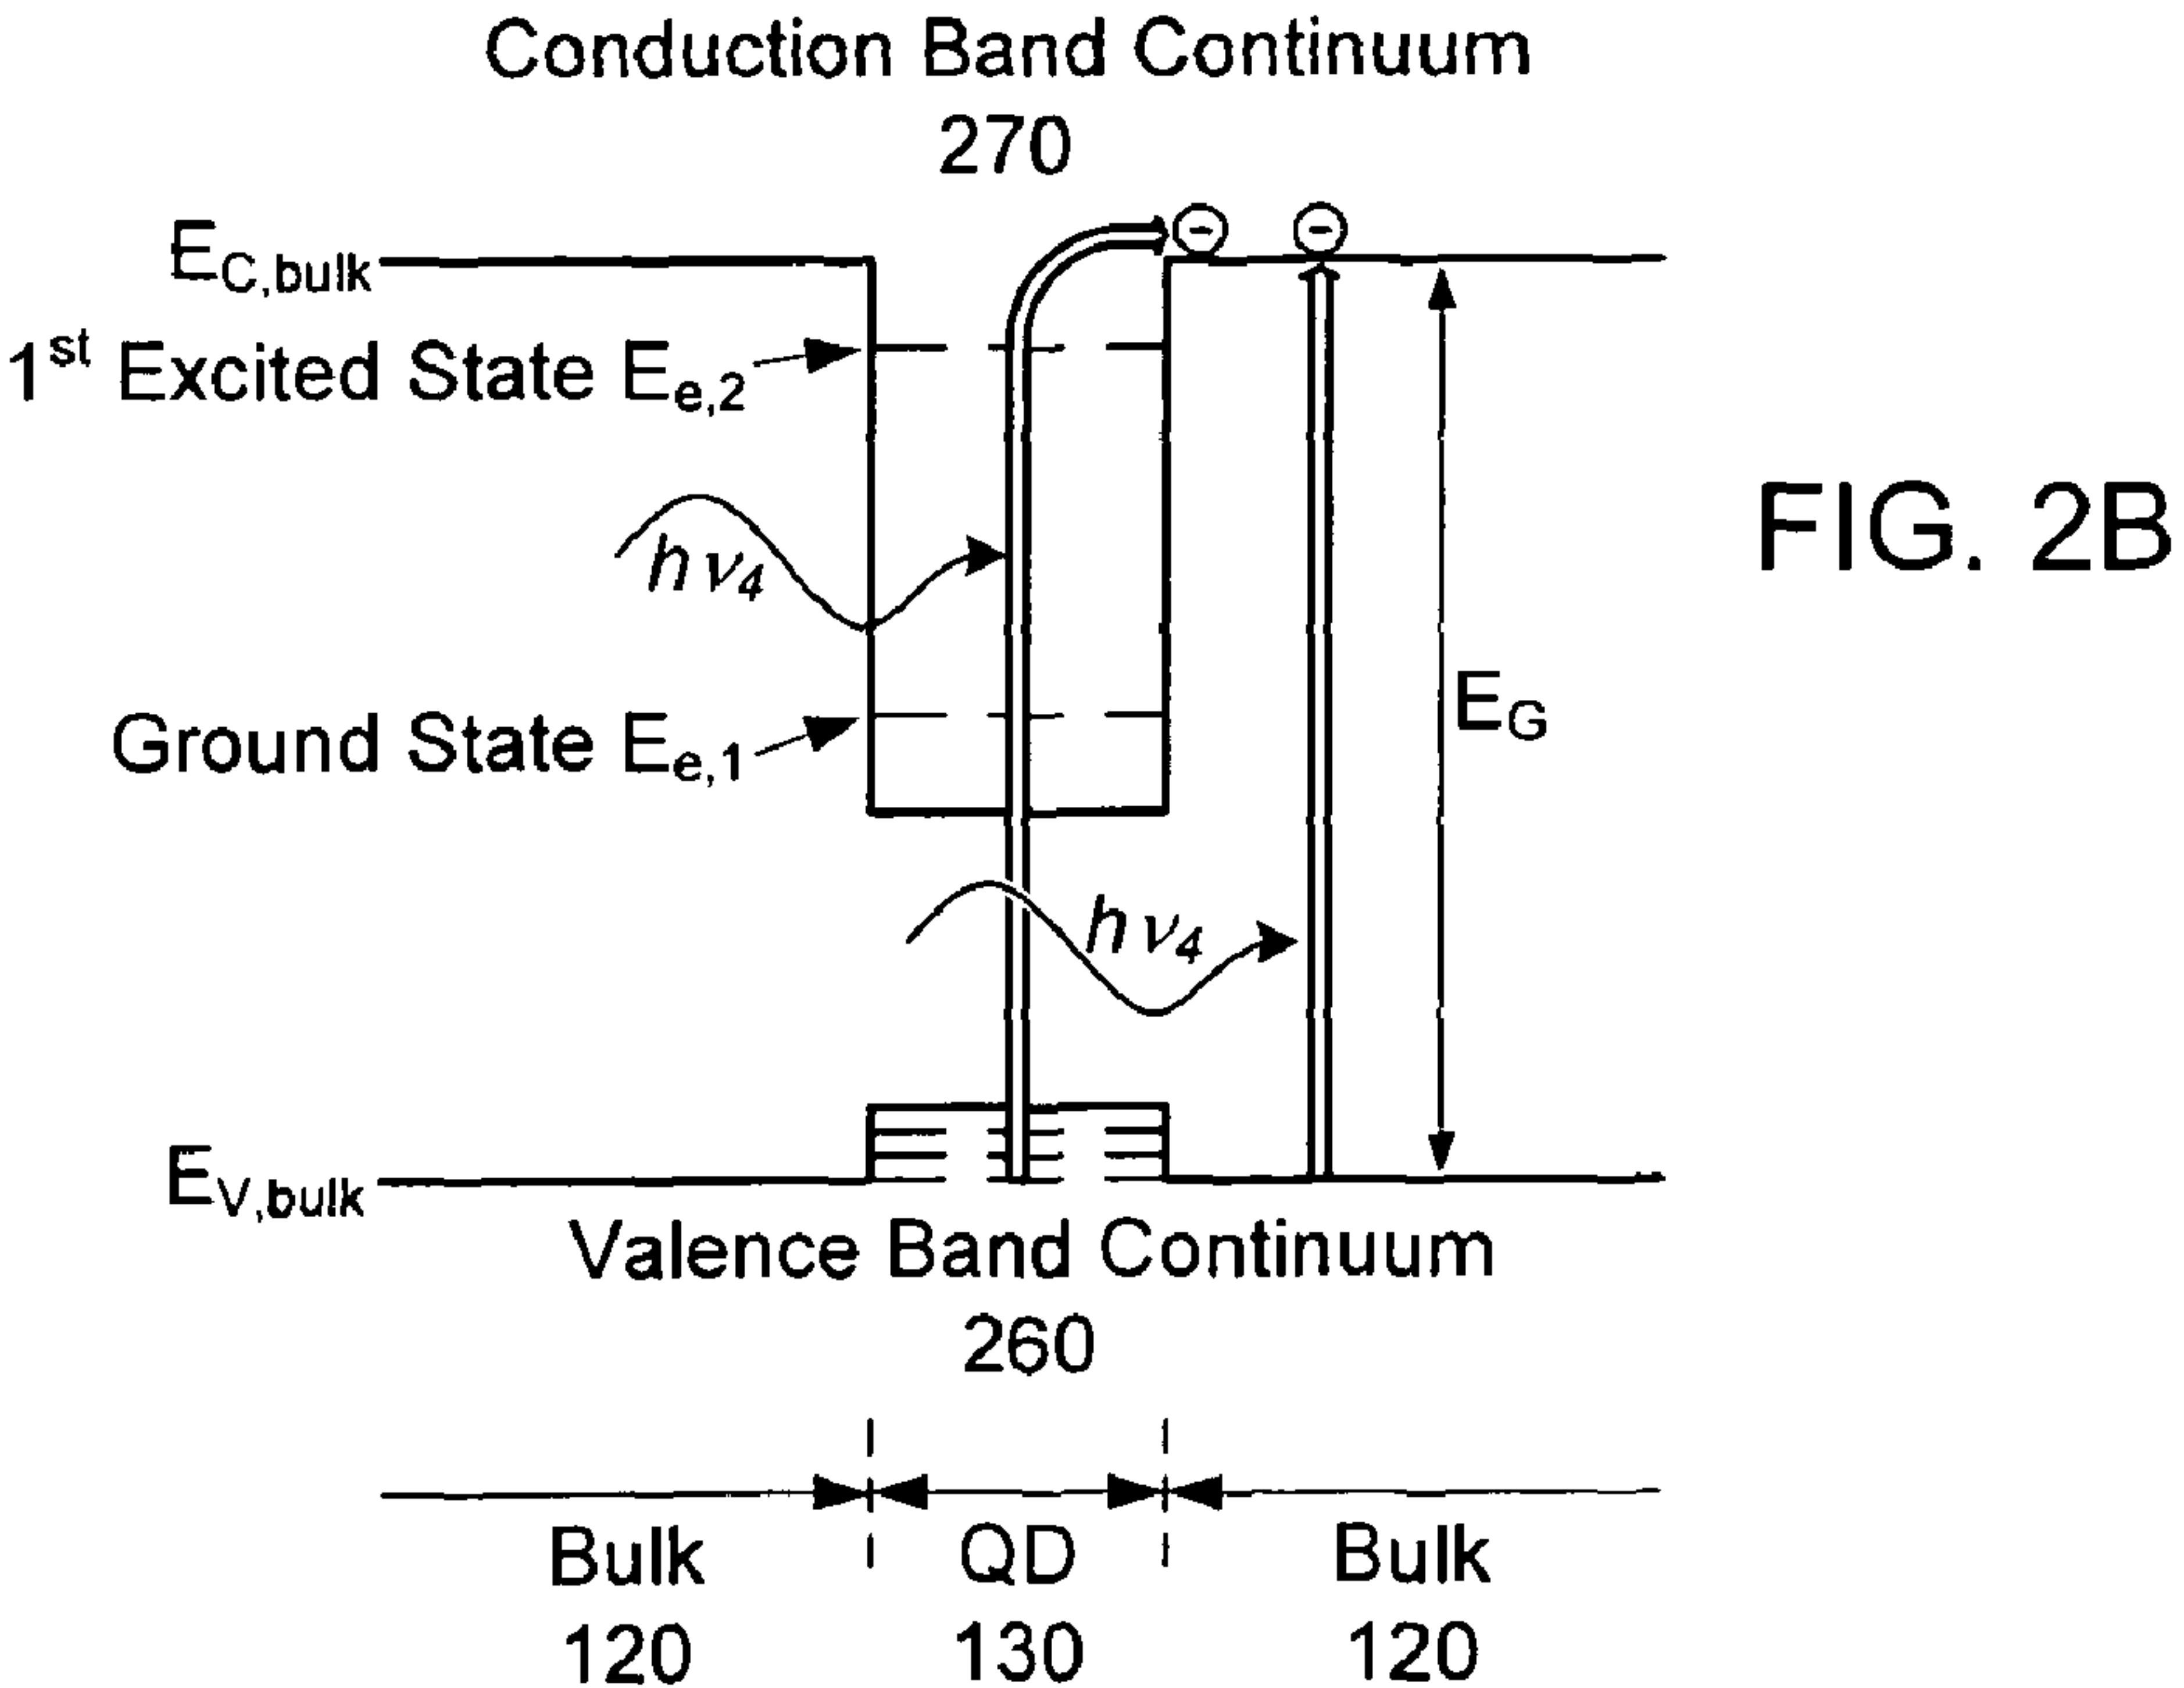 Conduction Band Continuum
270
E_C,bulk
1st Excited State E_e,2
hν4
FIG. 2B
E_G
Ground State E_e,1
hν4
E_V,bulk
Valence Band Continuum
260
Bulk QD Bulk
120 130 120